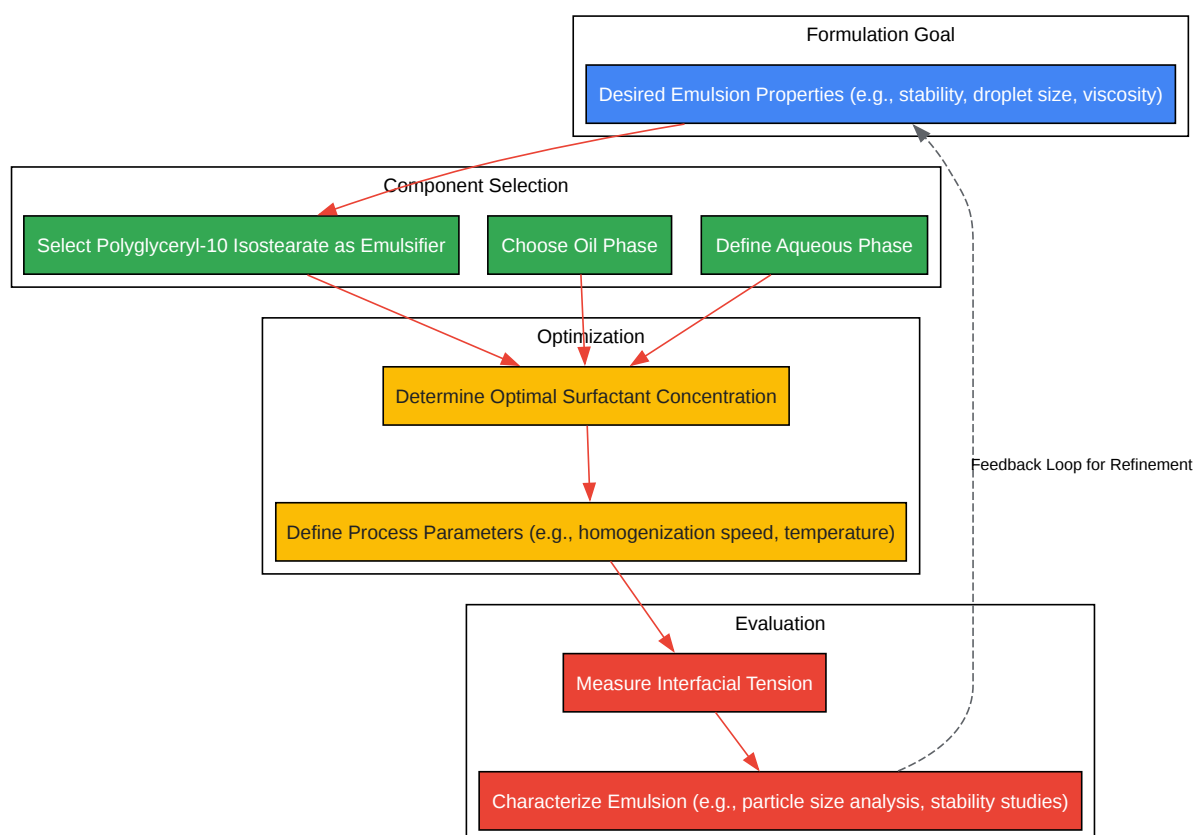 Formulation Goal
Desired Emulsion Properties (e.g., stability, droplet size, viscosity)
Component Selection
Select Polyglyceryl-10 Isostearate as Emulsifier
Choose Oil Phase
Define Aqueous Phase
Optimization
Determine Optimal Surfactant Concentration
Feedback Loop for Refinement
Define Process Parameters (e.g., homogenization speed, temperature)
Evaluation
Measure Interfacial Tension
Characterize Emulsion (e.g., particle size analysis, stability studies)